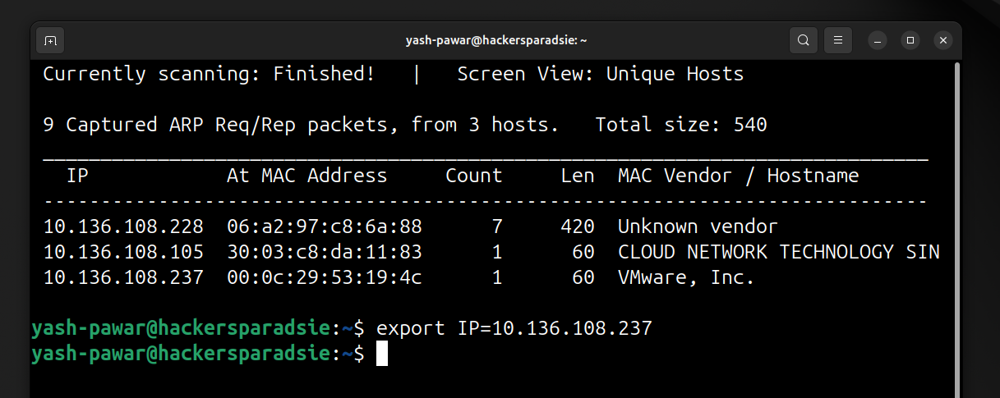 yash-pawar@hackersparadsie: ~
Currently scanning: Finished!   |   Screen View: Unique Hosts
9 Captured ARP Req/Rep packets, from 3 hosts.   Total size: 540
_____________________________________________________________________________
  IP            At MAC Address     Count     Len  MAC Vendor / Hostname
-----------------------------------------------------------------------------
10.136.108.228  06:a2:97:c8:6a:88      7     420  Unknown vendor
10.136.108.105  30:03:c8:da:11:83      1      60  CLOUD NETWORK TECHNOLOGY SIN
10.136.108.237  00:0c:29:53:19:4c      1      60  VMware, Inc.
yash-pawar@hackersparadsie:~$ export IP=10.136.108.237
yash-pawar@hackersparadsie:~$